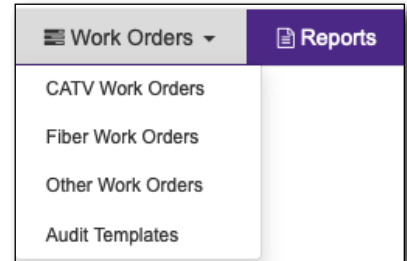 Work Orders Reports
CATV Work Orders
Fiber Work Orders
Other Work Orders
Audit Templates